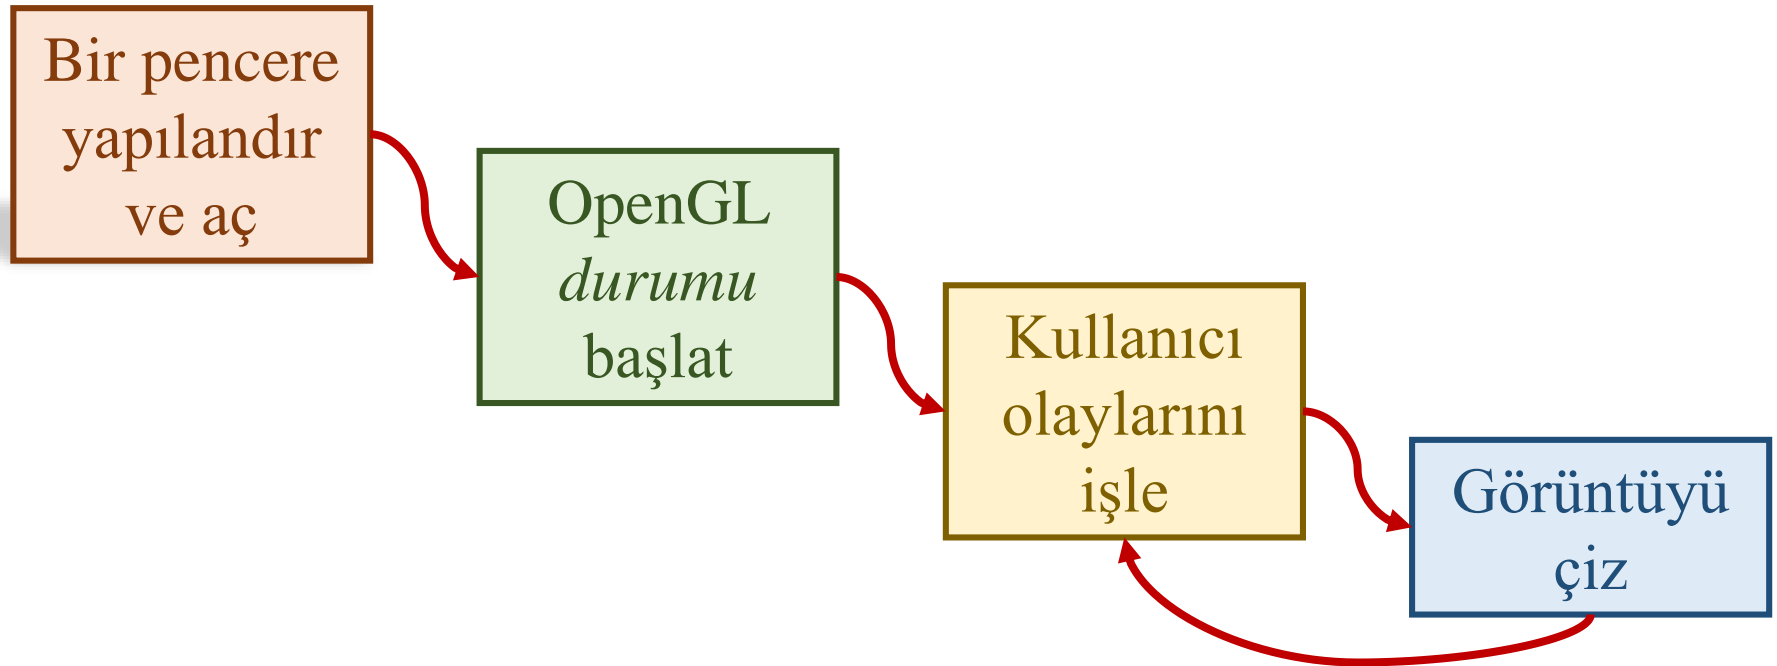 Bir pencere
yapılandır
ve aç
OpenGL
durumu
başlat
Kullanıcı
olaylarını
işle
Görüntüyü
çiz